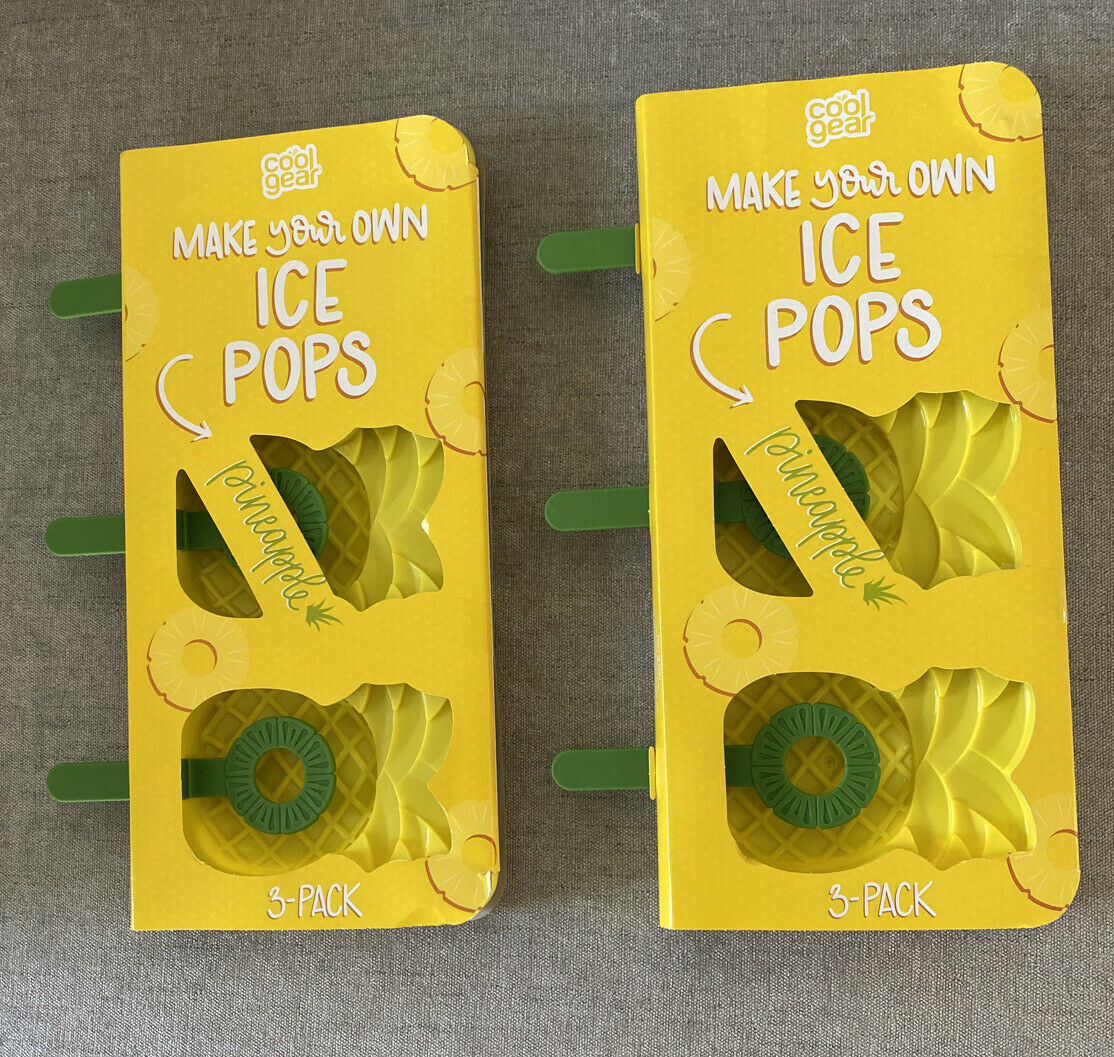 cool
gear
MAKE your OWN
ICE
POPS
pineapple
3-PACK
cool
gear
MAKE your OWN
ICE
POPS
pineapple
3-PACK